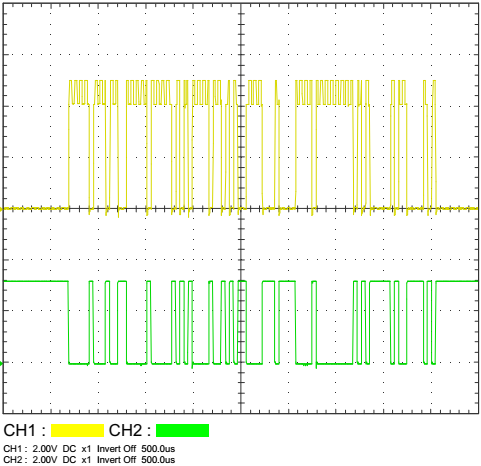 CH1 : CH2 :
CH1 : 2.00V DC x1 Invert Off 500.0us
CH2 : 2.00V DC x1 Invert Off 500.0us